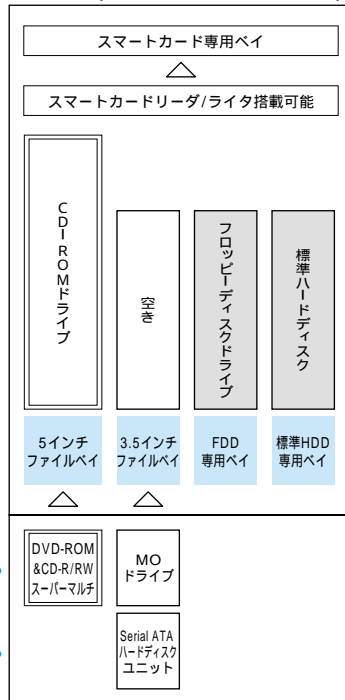 スマートカード専用ベイ
スマートカードリーダ/ライタ搭載可能
CD-ROMドライブ
空き
フロッピーディスクドライブ
標準ハードディスク
5インチ
ファイルベイ
3.5インチ
ファイルベイ
FDD
専用ベイ
標準HDD
専用ベイ
DVD-ROM
&CD-R/RW
スーパーマルチ
MO
ドライブ
Serial ATA
ハードディスク
ユニット